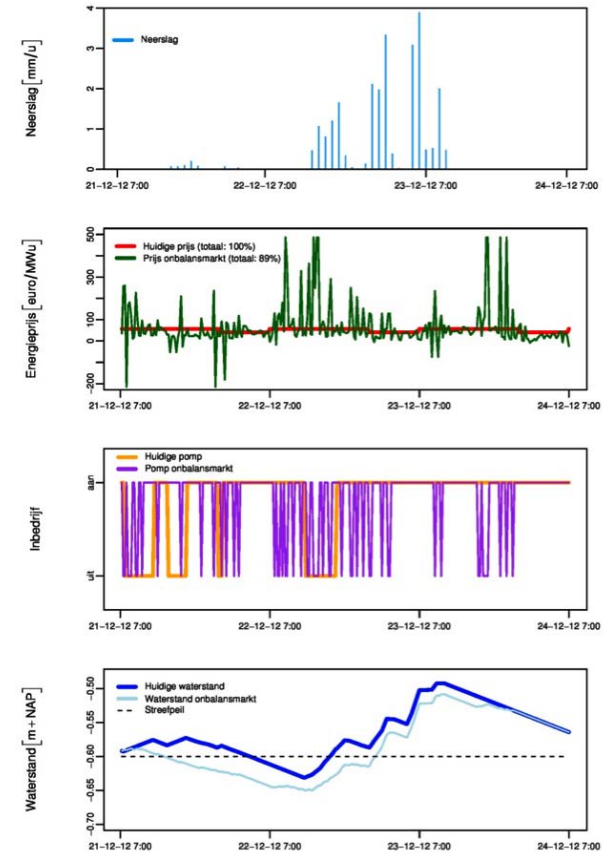 Neerslag [mm/u]
4
3
2
1
0
Neerslag
21-12-12 7:00 22-12-12 7:00 23-12-12 7:00 24-12-12 7:00
Energieprijs [euro/MWu]
500
300
100
0
-200
Huidige prijs (totaal: 100%)
Prijs onbalansmarkt (totaal: 89%)
21-12-12 7:00 22-12-12 7:00 23-12-12 7:00 24-12-12 7:00
Inbedrijf
aan
uit
Huidige pomp
Pomp onbalansmarkt
21-12-12 7:00 22-12-12 7:00 23-12-12 7:00 24-12-12 7:00
Waterstand [m + NAP]
-0.50
-0.55
-0.60
-0.65
-0.70
Huidige waterstand
Waterstand onbalansmarkt
Streefpeil
21-12-12 7:00 22-12-12 7:00 23-12-12 7:00 24-12-12 7:00